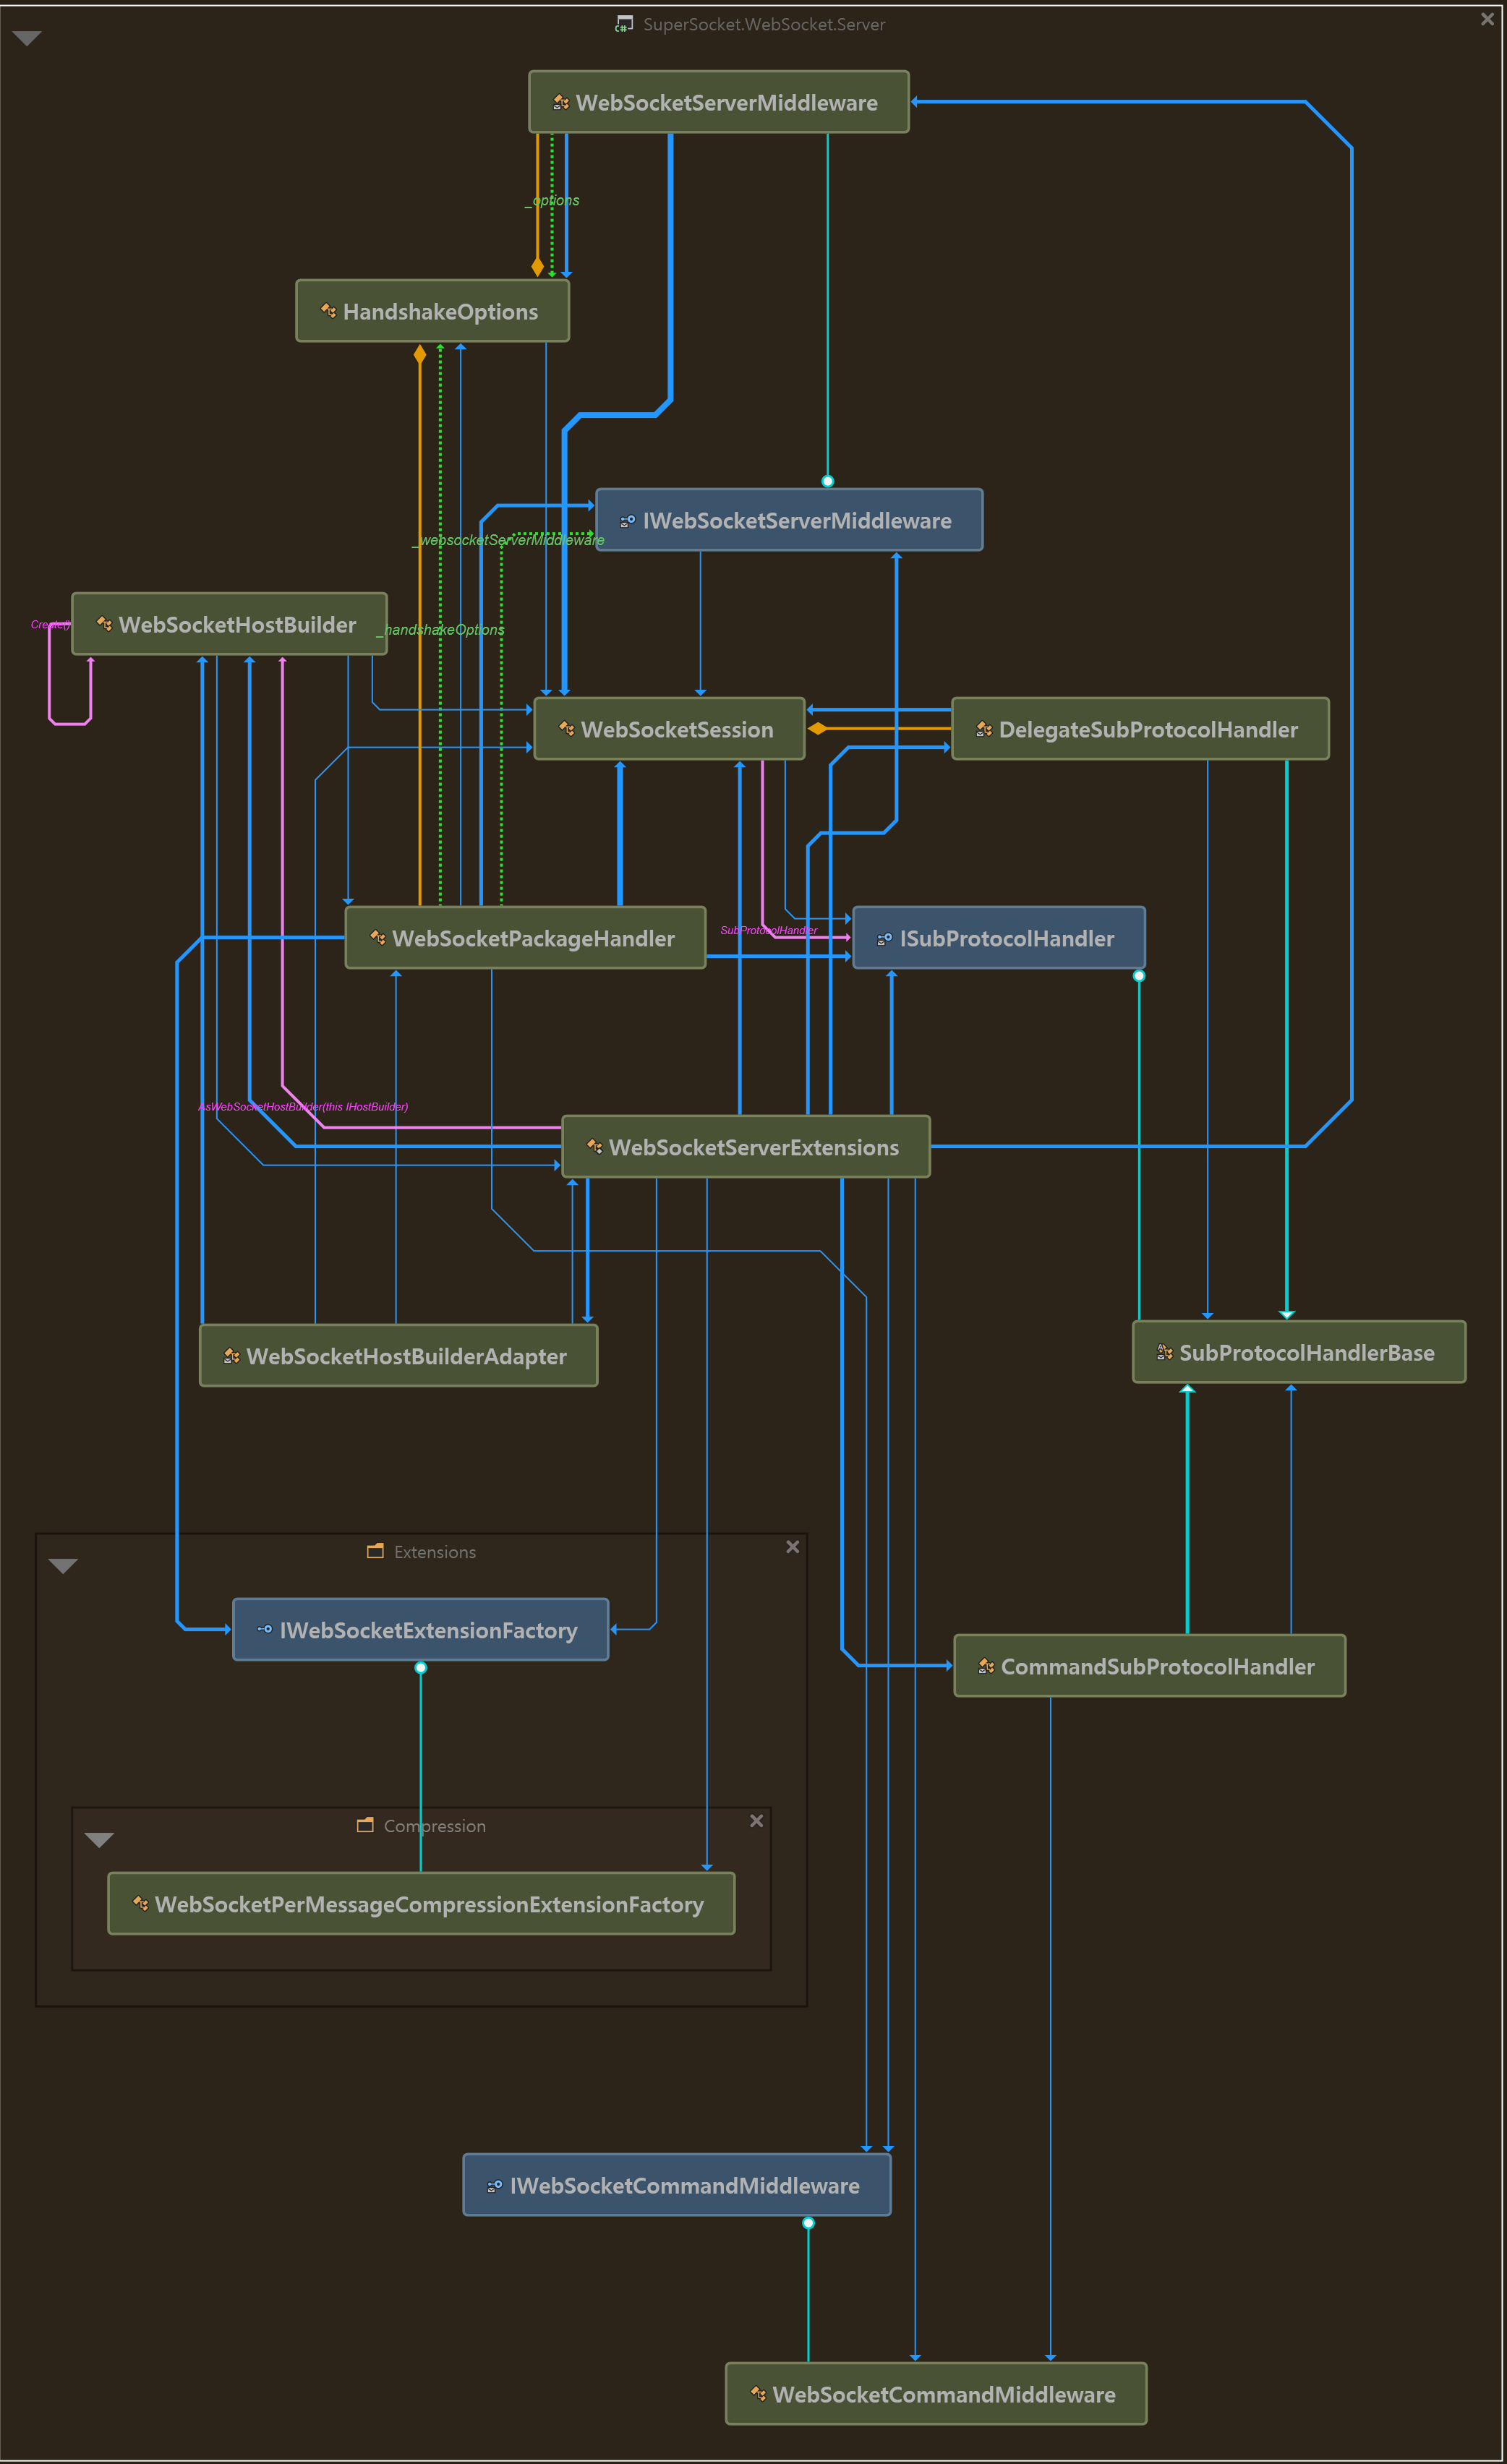 SuperSocket.WebSocket.Server
WebSocketServerMiddleware
_options
HandshakeOptions
IWebSocketServerMiddleware
_websocketServerMiddleware
Create()
WebSocketHostBuilder
_handshakeOptions
WebSocketSession
DelegateSubProtocolHandler
SubProtocolHandler
WebSocketPackageHandler
ISubProtocolHandler
AsWebSocketHostBuilder(this IHostBuilder)
WebSocketServerExtensions
WebSocketHostBuilderAdapter
SubProtocolHandlerBase
Extensions
IWebSocketExtensionFactory
CommandSubProtocolHandler
Compression
WebSocketPerMessageCompressionExtensionFactory
IWebSocketCommandMiddleware
WebSocketCommandMiddleware